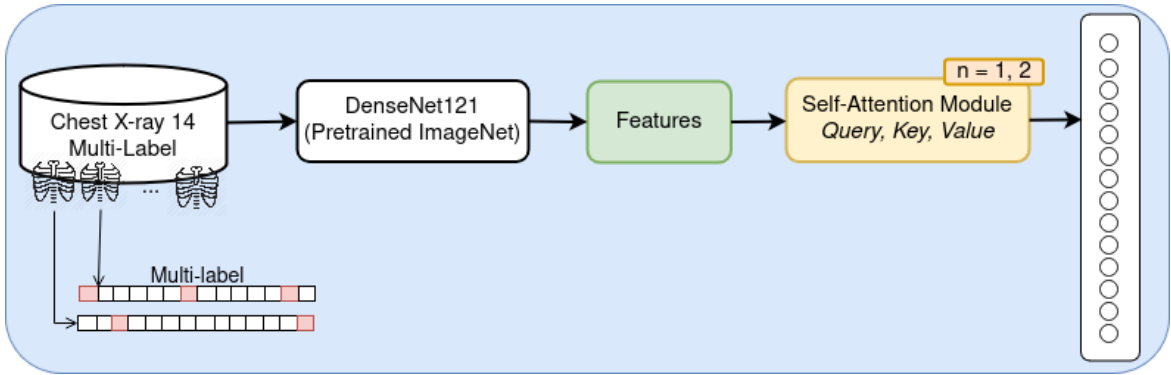 Chest X-ray 14
Multi-Label
...
DenseNet121
(Pretrained ImageNet)
Features
n = 1, 2
Self-Attention Module
Query, Key, Value
Multi-label